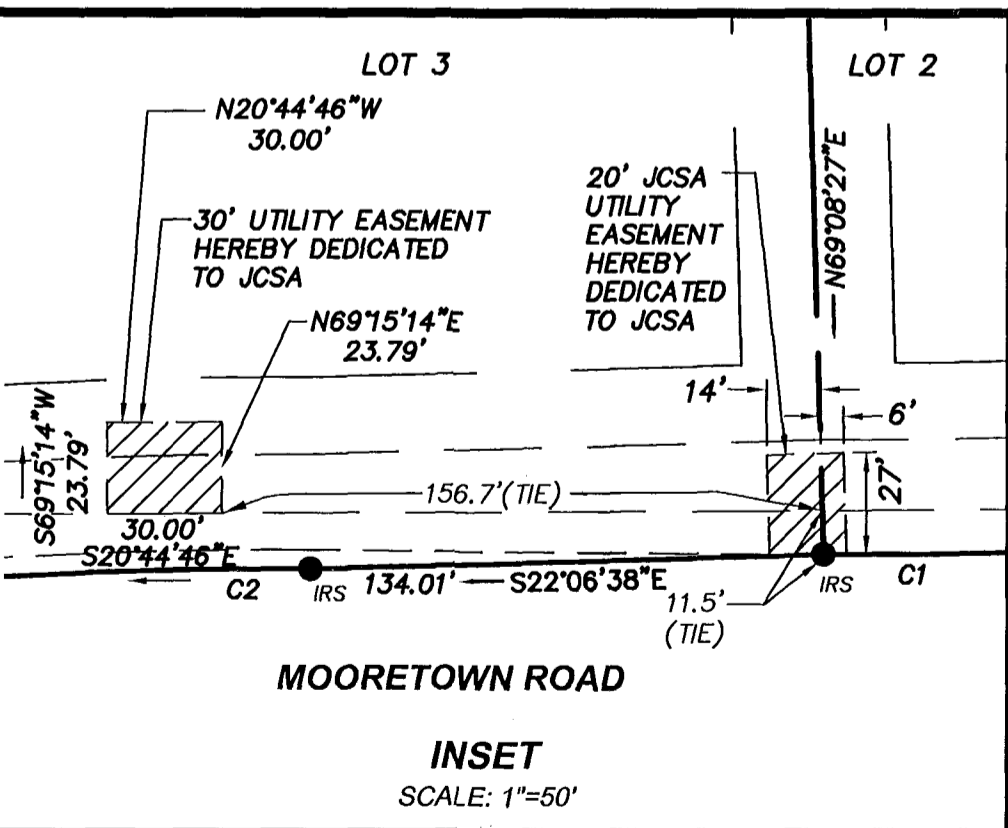 LOT 3
LOT 2
N20°44'46"W
30.00'
30' UTILITY EASEMENT
HEREBY DEDICATED
TO JCSA
N69°15'14"E
23.79'
20' JCSA
UTILITY
EASEMENT
HEREBY
DEDICATED
TO JCSA
N69°08'27"E
14'
6'
27'
S69°15'14"W
23.79'
156.7'(TIE)
30.00'
S20°44'46"E
C2
IRS
134.01'
S22°06'38"E
11.5'
(TIE)
IRS
C1
MOORETOWN ROAD
INSET
SCALE: 1"=50'